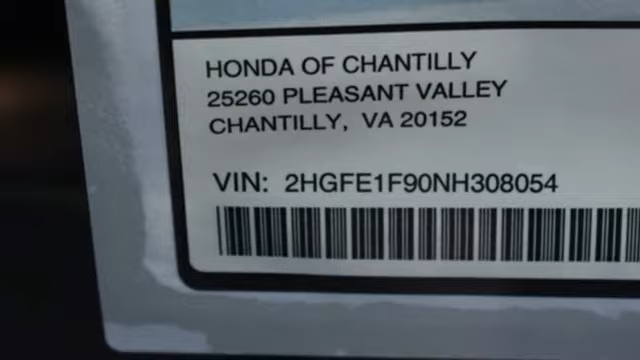 HONDA OF CHANTILLY
25260 PLEASANT VALLEY
CHANTILLY, VA 20152
VIN: 2HGFE1F90NH308054